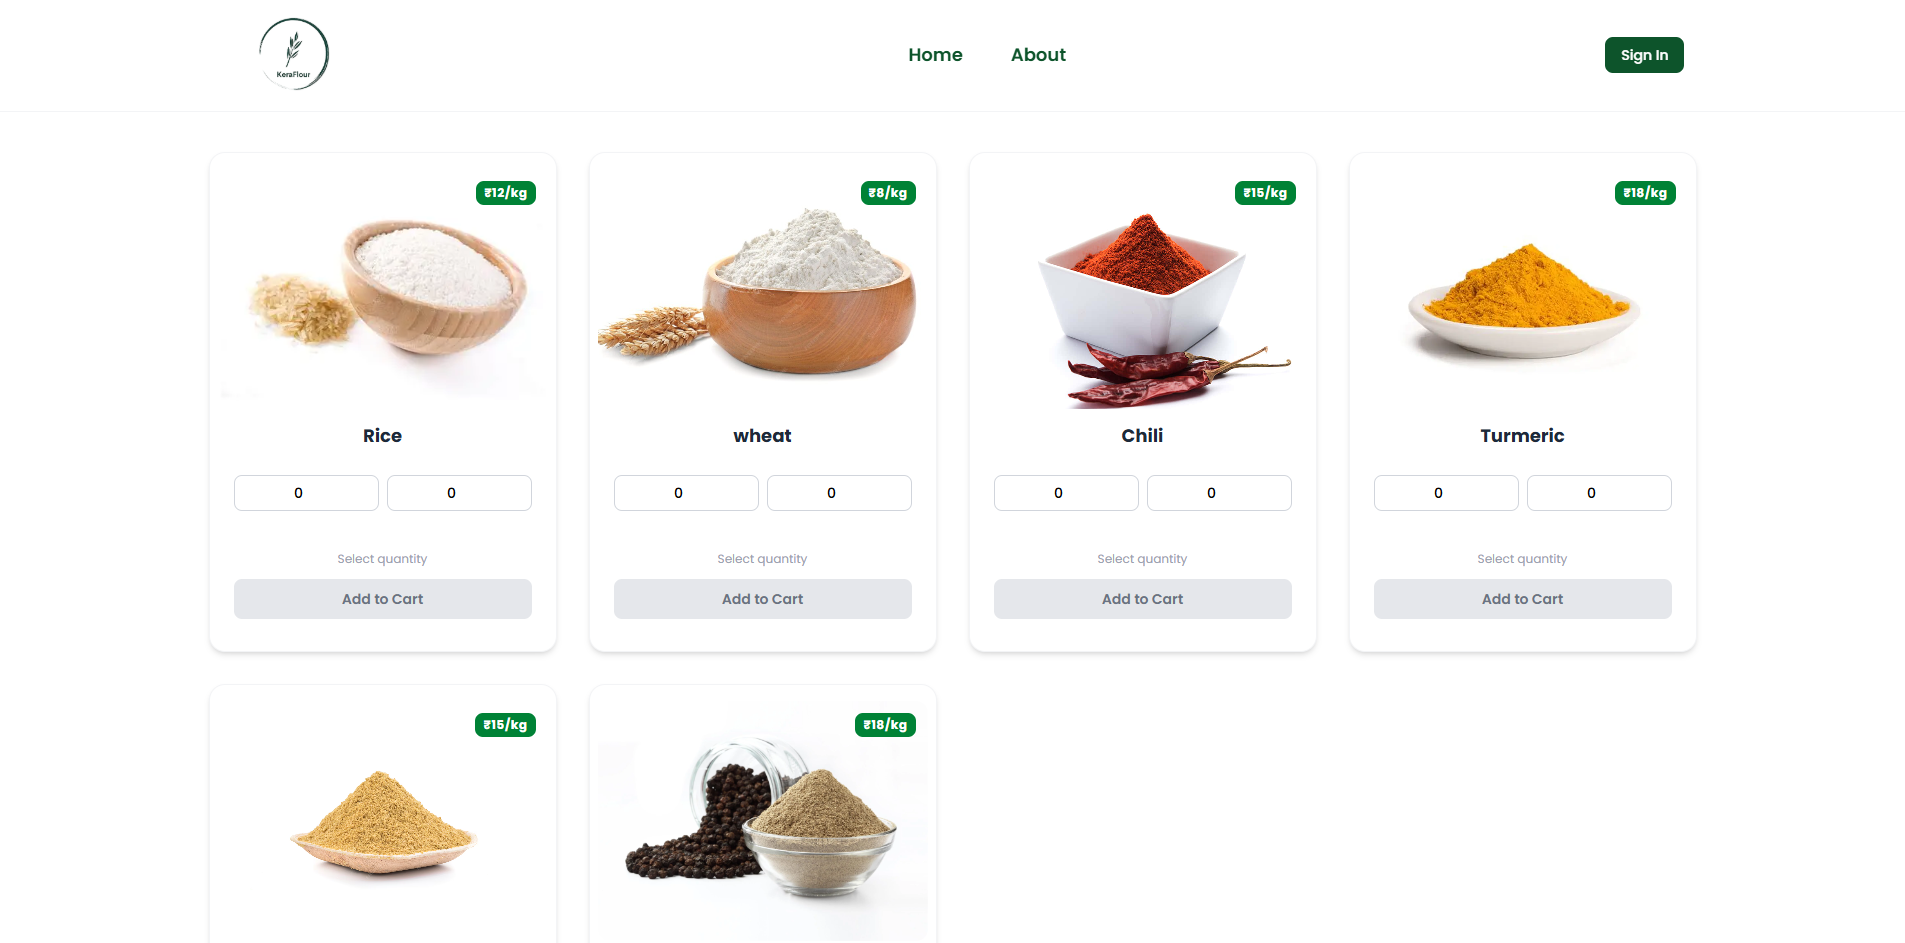 KeraFlour
Home
About
Sign In
₹12/kg
Rice
0
0
Select quantity
Add to Cart
₹8/kg
wheat
0
0
Select quantity
Add to Cart
₹15/kg
Chili
0
0
Select quantity
Add to Cart
₹18/kg
Turmeric
0
0
Select quantity
Add to Cart
₹15/kg
₹18/kg